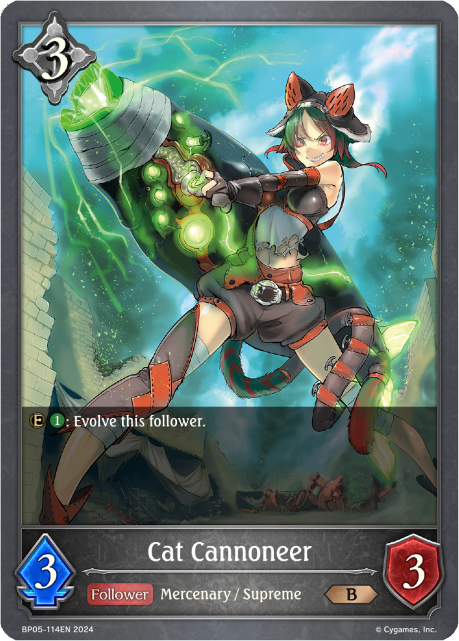 3
E 1: Evolve this follower.
Cat Cannoneer
3 Follower Mercenary / Supreme B 3
BP05-114EN 2024 © Cygames, Inc.